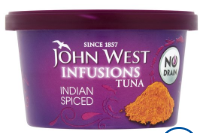 SINCE 1857
JOHN WEST
INFUSIONS
TUNA
NO
DRAIN
INDIAN
SPICED